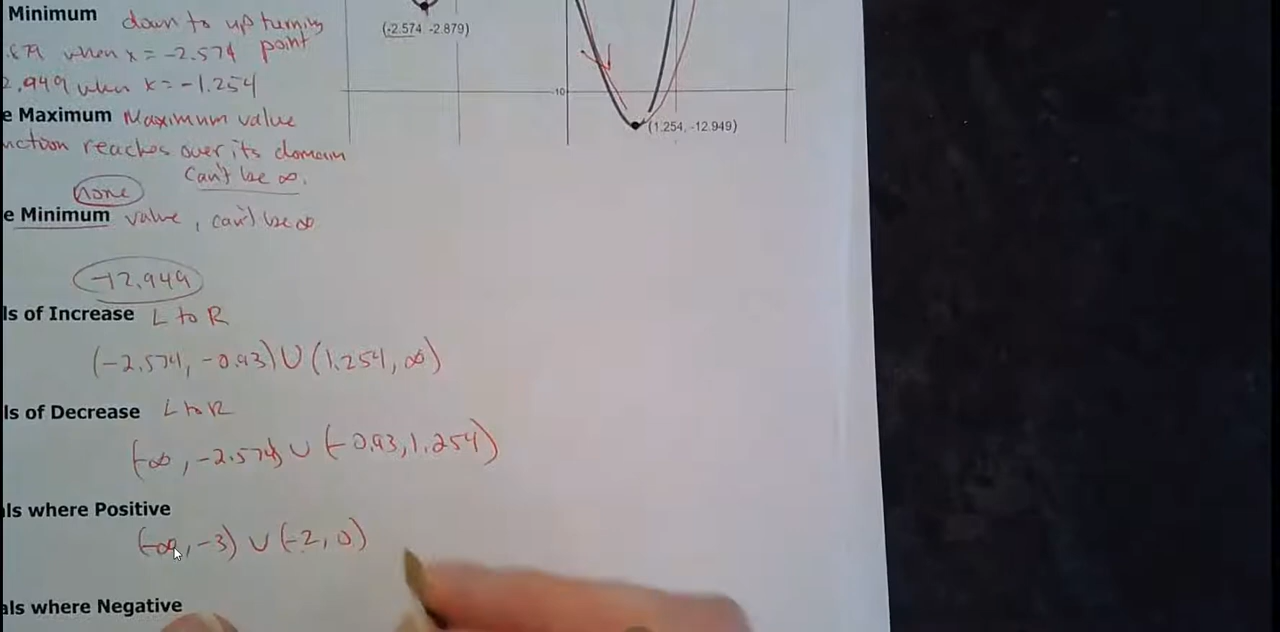 Minimum down to up turning
.879 when x = -2.574 point
2.949 when x = -1.254
e Maximum Maximum value
nction reaches over its domain
can't be ∞.
none
e Minimum value, can't be ∞
-12.949
ls of Increase L to R
(-2.574, -0.93) ∪ (1.254, ∞)
ls of Decrease L to R
(-∞, -2.574) ∪ (-0.93, 1.254)
ls where Positive
(-∞, -3) ∪ (-2, 0)
als where Negative
(-2.574, -2.879)
-10
(1.254, -12.949)